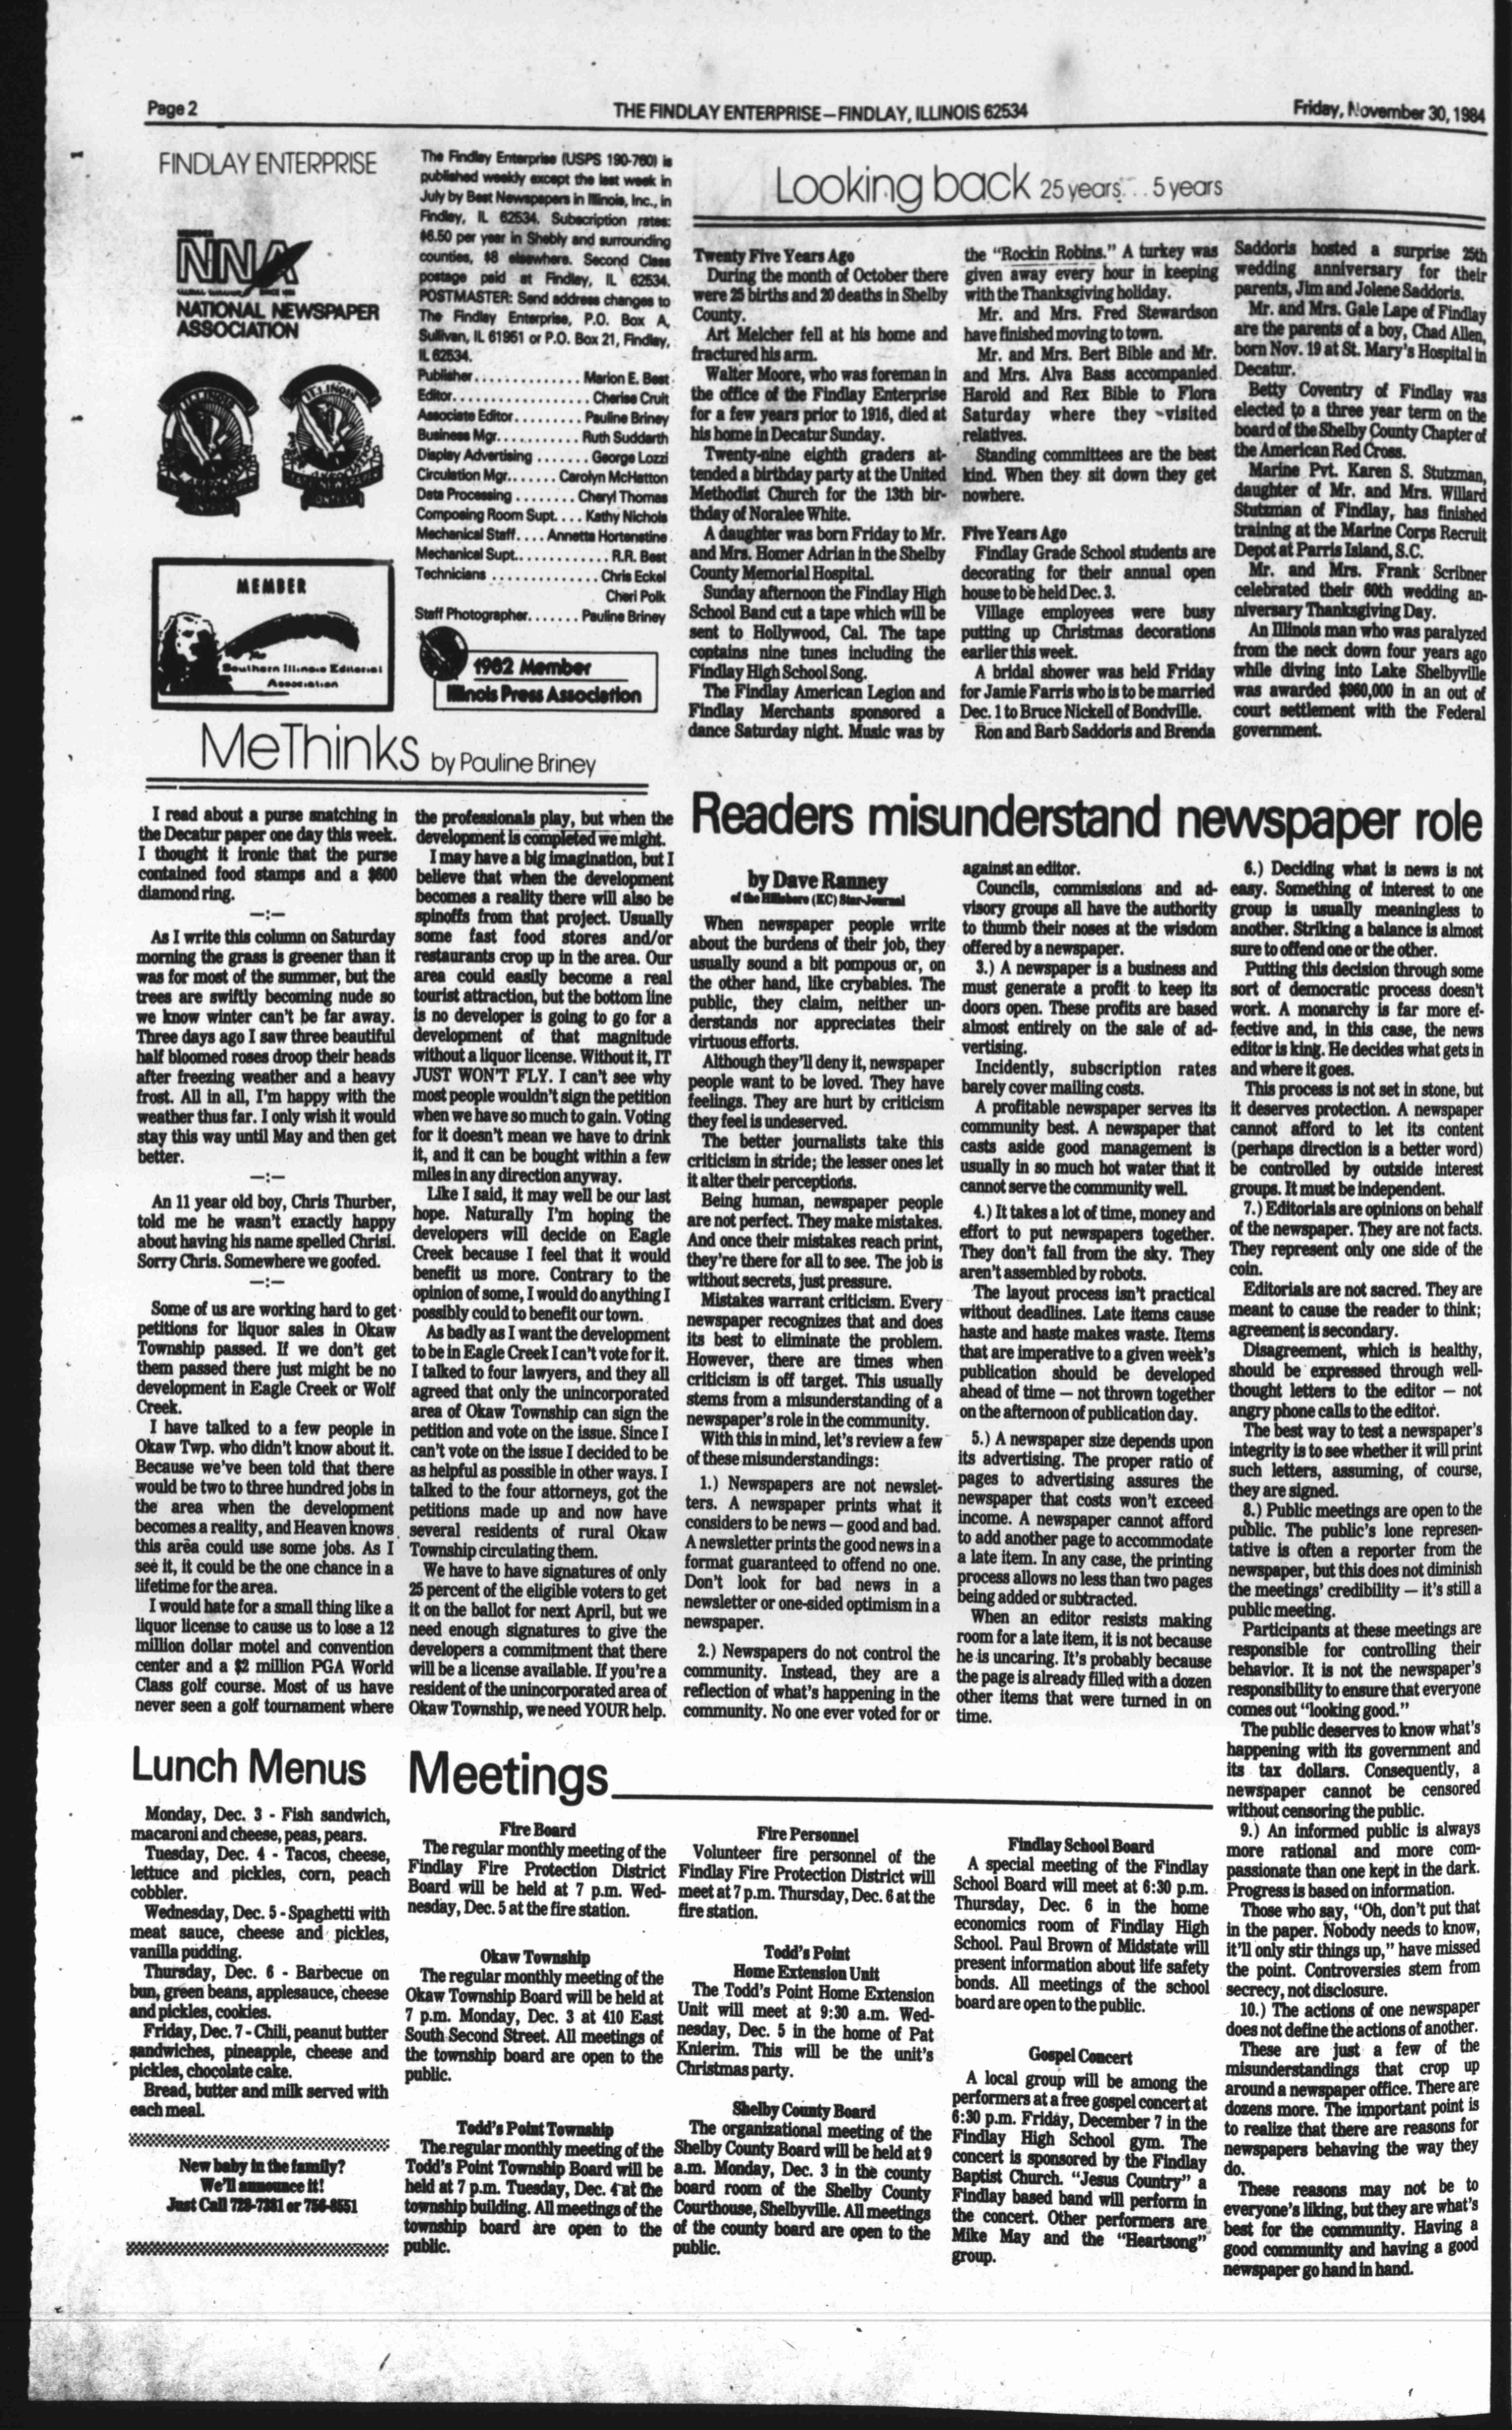 Page 2
THE FINDLAY ENTERPRISE—FINDLAY, ILLINOIS 62534
Friday, November 30, 1984
FINDLAY ENTERPRISE
MEMBER
NNA
NATIONAL NEWSPAPER
ASSOCIATION
ILLINOIS
ILLINOIS
MEMBER
The
Southern Illinois Editorial
Association
The Findlay Enterprise (USPS 190-760) is
published weekly except the last week in
July by Best Newspapers in Illinois, Inc., in
Findlay, IL 62534. Subscription rates:
$6.50 per year in Shebly and surrounding
counties, $8 elsewhere. Second Class
postage paid at Findlay, IL 62534.
POSTMASTER: Send address changes to
The Findlay Enterprise, P.O. Box A,
Sullivan, IL 61951 or P.O. Box 21, Findlay,
IL 62534.
Publisher.............. Marion E. Best
Editor.................. Cherise Cruit
Associate Editor......... Pauline Briney
Business Mgr........... Ruth Suddarth
Display Advertising ....... George Lozzi
Circulation Mgr....... Carolyn McHatton
Data Processing ........ Cheryl Thomas
Composing Room Supt.... Kathy Nichols
Mechanical Staff.... Annetta Hortenstine
Mechanical Supt............. R.R. Best
Technicians .............. Chris Eckel
Cheri Polk
Staff Photographer....... Pauline Briney
1982 Member
Illinois Press Association
Looking back 25 years. . . 5 years
Twenty Five Years Ago
During the month of October there
were 25 births and 20 deaths in Shelby
County.
Art Melcher fell at his home and
fractured his arm.
Walter Moore, who was foreman in
the office of the Findlay Enterprise
for a few years prior to 1916, died at
his home in Decatur Sunday.
Twenty-nine eighth graders at-
tended a birthday party at the United
Methodist Church for the 13th bir-
thday of Noralee White.
A daughter was born Friday to Mr.
and Mrs. Homer Adrian in the Shelby
County Memorial Hospital.
Sunday afternoon the Findlay High
School Band cut a tape which will be
sent to Hollywood, Cal. The tape
contains nine tunes including the
Findlay High School Song.
The Findlay American Legion and
Findlay Merchants sponsored a
dance Saturday night. Music was by
the "Rockin Robins." A turkey was
given away every hour in keeping
with the Thanksgiving holiday.
Mr. and Mrs. Fred Stewardson
have finished moving to town.
Mr. and Mrs. Bert Bible and Mr.
and Mrs. Alva Bass accompanied
Harold and Rex Bible to Flora
Saturday where they visited
relatives.
Standing committees are the best
kind. When they sit down they get
nowhere.
Five Years Ago
Findlay Grade School students are
decorating for their annual open
house to be held Dec. 3.
Village employees were busy
putting up Christmas decorations
earlier this week.
A bridal shower was held Friday
for Jamie Farris who is to be married
Dec. 1 to Bruce Nickell of Bondville.
Ron and Barb Saddoris and Brenda
Saddoris hosted a surprise 25th
wedding anniversary for their
parents, Jim and Jolene Saddoris.
Mr. and Mrs. Gale Lape of Findlay
are the parents of a boy, Chad Allen,
born Nov. 19 at St. Mary's Hospital in
Decatur.
Betty Coventry of Findlay was
elected to a three year term on the
board of the Shelby County Chapter of
the American Red Cross.
Marine Pvt. Karen S. Stutzman,
daughter of Mr. and Mrs. Willard
Stutzman of Findlay, has finished
training at the Marine Corps Recruit
Depot at Parris Island, S.C.
Mr. and Mrs. Frank Scribner
celebrated their 60th wedding an-
niversary Thanksgiving Day.
An Illinois man who was paralyzed
from the neck down four years ago
while diving into Lake Shelbyville
was awarded $960,000 in an out of
court settlement with the Federal
government.
MeThinks by Pauline Briney
I read about a purse snatching in
the Decatur paper one day this week.
I thought it ironic that the purse
contained food stamps and a $600
diamond ring.
—:—
As I write this column on Saturday
morning the grass is greener than it
was for most of the summer, but the
trees are swiftly becoming nude so
we know winter can't be far away.
Three days ago I saw three beautiful
half bloomed roses droop their heads
after freezing weather and a heavy
frost. All in all, I'm happy with the
weather thus far. I only wish it would
stay this way until May and then get
better.
—:—
An 11 year old boy, Chris Thurber,
told me he wasn't exactly happy
about having his name spelled Chrisi.
Sorry Chris. Somewhere we goofed.
—:—
Some of us are working hard to get
petitions for liquor sales in Okaw
Township passed. If we don't get
them passed there just might be no
development in Eagle Creek or Wolf
Creek.
I have talked to a few people in
Okaw Twp. who didn't know about it.
Because we've been told that there
would be two to three hundred jobs in
the area when the development
becomes a reality, and Heaven knows
this area could use some jobs. As I
see it, it could be the one chance in a
lifetime for the area.
I would hate for a small thing like a
liquor license to cause us to lose a 12
million dollar motel and convention
center and a $2 million PGA World
Class golf course. Most of us have
never seen a golf tournament where
the professionals play, but when the
development is completed we might.
I may have a big imagination, but I
believe that when the development
becomes a reality there will also be
spinoffs from that project. Usually
some fast food stores and/or
restaurants crop up in the area. Our
area could easily become a real
tourist attraction, but the bottom line
is no developer is going to go for a
development of that magnitude
without a liquor license. Without it, IT
JUST WON'T FLY. I can't see why
most people wouldn't sign the petition
when we have so much to gain. Voting
for it doesn't mean we have to drink
it, and it can be bought within a few
miles in any direction anyway.
Like I said, it may well be our last
hope. Naturally I'm hoping the
developers will decide on Eagle
Creek because I feel that it would
benefit us more. Contrary to the
opinion of some, I would do anything I
possibly could to benefit our town.
As badly as I want the development
to be in Eagle Creek I can't vote for it.
I talked to four lawyers, and they all
agreed that only the unincorporated
area of Okaw Township can sign the
petition and vote on the issue. Since I
can't vote on the issue I decided to be
as helpful as possible in other ways. I
talked to the four attorneys, got the
petitions made up and now have
several residents of rural Okaw
Township circulating them.
We have to have signatures of only
25 percent of the eligible voters to get
it on the ballot for next April, but we
need enough signatures to give the
developers a commitment that there
will be a license available. If you're a
resident of the unincorporated area of
Okaw Township, we need YOUR help.
Readers misunderstand newspaper role
by Dave Ranney
of the Hillsboro (KC) Star-Journal
When newspaper people write
about the burdens of their job, they
usually sound a bit pompous or, on
the other hand, like crybabies. The
public, they claim, neither un-
derstands nor appreciates their
virtuous efforts.
Although they'll deny it, newspaper
people want to be loved. They have
feelings. They are hurt by criticism
they feel is undeserved.
The better journalists take this
criticism in stride; the lesser ones let
it alter their perceptions.
Being human, newspaper people
are not perfect. They make mistakes.
And once their mistakes reach print,
they're there for all to see. The job is
without secrets, just pressure.
Mistakes warrant criticism. Every
newspaper recognizes that and does
its best to eliminate the problem.
However, there are times when
criticism is off target. This usually
stems from a misunderstanding of a
newspaper's role in the community.
With this in mind, let's review a few
of these misunderstandings:
1.) Newspapers are not newslet-
ters. A newspaper prints what it
considers to be news — good and bad.
A newsletter prints the good news in a
format guaranteed to offend no one.
Don't look for bad news in a
newsletter or one-sided optimism in a
newspaper.
2.) Newspapers do not control the
community. Instead, they are a
reflection of what's happening in the
community. No one ever voted for or
against an editor.
Councils, commissions and ad-
visory groups all have the authority
to thumb their noses at the wisdom
offered by a newspaper.
3.) A newspaper is a business and
must generate a profit to keep its
doors open. These profits are based
almost entirely on the sale of ad-
vertising.
Incidently, subscription rates
barely cover mailing costs.
A profitable newspaper serves its
community best. A newspaper that
casts aside good management is
usually in so much hot water that it
cannot serve the community well.
4.) It takes a lot of time, money and
effort to put newspapers together.
They don't fall from the sky. They
aren't assembled by robots.
The layout process isn't practical
without deadlines. Late items cause
haste and haste makes waste. Items
that are imperative to a given week's
publication should be developed
ahead of time — not thrown together
on the afternoon of publication day.
5.) A newspaper size depends upon
its advertising. The proper ratio of
pages to advertising assures the
newspaper that costs won't exceed
income. A newspaper cannot afford
to add another page to accommodate
a late item. In any case, the printing
process allows no less than two pages
being added or subtracted.
When an editor resists making
room for a late item, it is not because
he is uncaring. It's probably because
the page is already filled with a dozen
other items that were turned in on
time.
6.) Deciding what is news is not
easy. Something of interest to one
group is usually meaningless to
another. Striking a balance is almost
sure to offend one or the other.
Putting this decision through some
sort of democratic process doesn't
work. A monarchy is far more ef-
fective and, in this case, the news
editor is king. He decides what gets in
and where it goes.
This process is not set in stone, but
it deserves protection. A newspaper
cannot afford to let its content
(perhaps direction is a better word)
be controlled by outside interest
groups. It must be independent.
7.) Editorials are opinions on behalf
of the newspaper. They are not facts.
They represent only one side of the
coin.
Editorials are not sacred. They are
meant to cause the reader to think;
agreement is secondary.
Disagreement, which is healthy,
should be expressed through well-
thought letters to the editor — not
angry phone calls to the editor.
The best way to test a newspaper's
integrity is to see whether it will print
such letters, assuming, of course,
they are signed.
8.) Public meetings are open to the
public. The public's lone represen-
tative is often a reporter from the
newspaper, but this does not diminish
the meetings' credibility — it's still a
public meeting.
Participants at these meetings are
responsible for controlling their
behavior. It is not the newspaper's
responsibility to ensure that everyone
comes out "looking good."
The public deserves to know what's
happening with its government and
its tax dollars. Consequently, a
newspaper cannot be censored
without censoring the public.
9.) An informed public is always
more rational and more com-
passionate than one kept in the dark.
Progress is based on information.
Those who say, "Oh, don't put that
in the paper. Nobody needs to know,
it'll only stir things up," have missed
the point. Controversies stem from
secrecy, not disclosure.
10.) The actions of one newspaper
does not define the actions of another.
These are just a few of the
misunderstandings that crop up
around a newspaper office. There are
dozens more. The important point is
to realize that there are reasons for
newspapers behaving the way they
do.
These reasons may not be to
everyone's liking, but they are what's
best for the community. Having a
good community and having a good
newspaper go hand in hand.
Lunch Menus
Monday, Dec. 3 - Fish sandwich,
macaroni and cheese, peas, pears.
Tuesday, Dec. 4 - Tacos, cheese,
lettuce and pickles, corn, peach
cobbler.
Wednesday, Dec. 5 - Spaghetti with
meat sauce, cheese and pickles,
vanilla pudding.
Thursday, Dec. 6 - Barbecue on
bun, green beans, applesauce, cheese
and pickles, cookies.
Friday, Dec. 7 - Chili, peanut butter
sandwiches, pineapple, cheese and
pickles, chocolate cake.
Bread, butter and milk served with
each meal.
New baby in the family?
We'll announce it!
Just Call 729-7381 or 756-8551
Meetings
Fire Board
The regular monthly meeting of the
Findlay Fire Protection District
Board will be held at 7 p.m. Wed-
nesday, Dec. 5 at the fire station.
Okaw Township
The regular monthly meeting of the
Okaw Township Board will be held at
7 p.m. Monday, Dec. 3 at 410 East
South Second Street. All meetings of
the township board are open to the
public.
Todd's Point Township
The regular monthly meeting of the
Todd's Point Township Board will be
held at 7 p.m. Tuesday, Dec. 4 at the
township building. All meetings of the
township board are open to the
public.
Fire Personnel
Volunteer fire personnel of the
Findlay Fire Protection District will
meet at 7 p.m. Thursday, Dec. 6 at the
fire station.
Todd's Point
Home Extension Unit
The Todd's Point Home Extension
Unit will meet at 9:30 a.m. Wed-
nesday, Dec. 5 in the home of Pat
Knierim. This will be the unit's
Christmas party.
Shelby County Board
The organizational meeting of the
Shelby County Board will be held at 9
a.m. Monday, Dec. 3 in the county
board room of the Shelby County
Courthouse, Shelbyville. All meetings
of the county board are open to the
public.
Findlay School Board
A special meeting of the Findlay
School Board will meet at 6:30 p.m.
Thursday, Dec. 6 in the home
economics room of Findlay High
School. Paul Brown of Midstate will
present information about life safety
bonds. All meetings of the school
board are open to the public.
Gospel Concert
A local group will be among the
performers at a free gospel concert at
6:30 p.m. Friday, December 7 in the
Findlay High School gym. The
concert is sponsored by the Findlay
Baptist Church. "Jesus Country" a
Findlay based band will perform in
the concert. Other performers are
Mike May and the "Heartsong"
group.